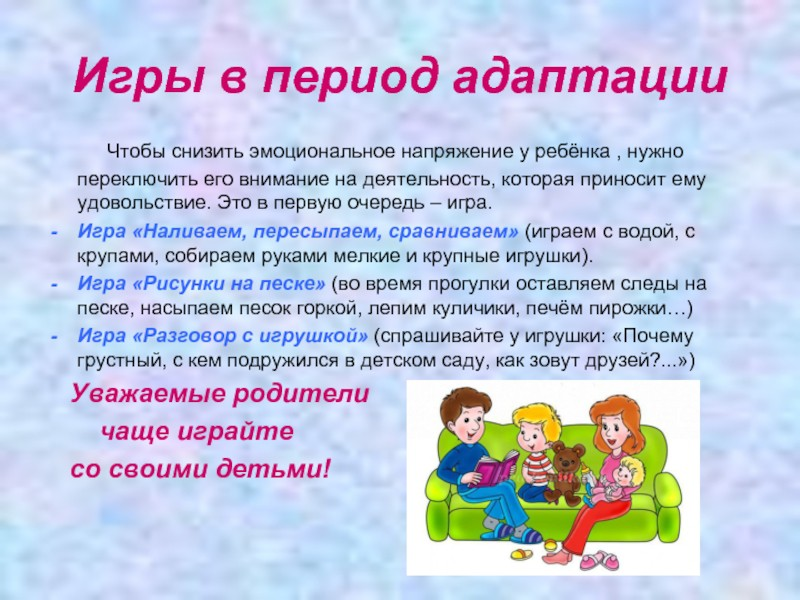 Игры в период адаптации
Чтобы снизить эмоциональное напряжение у ребёнка , нужно
переключить его внимание на деятельность, которая приносит ему
удовольствие. Это в первую очередь – игра.
- Игра «Наливаем, пересыпаем, сравниваем» (играем с водой, с
крупами, собираем руками мелкие и крупные игрушки).
- Игра «Рисунки на песке» (во время прогулки оставляем следы на
песке, насыпаем песок горкой, лепим куличики, печём пирожки…)
- Игра «Разговор с игрушкой» (спрашивайте у игрушки: «Почему
грустный, с кем подружился в детском саду, как зовут друзей?...»)
Уважаемые родители
чаще играйте
со своими детьми!